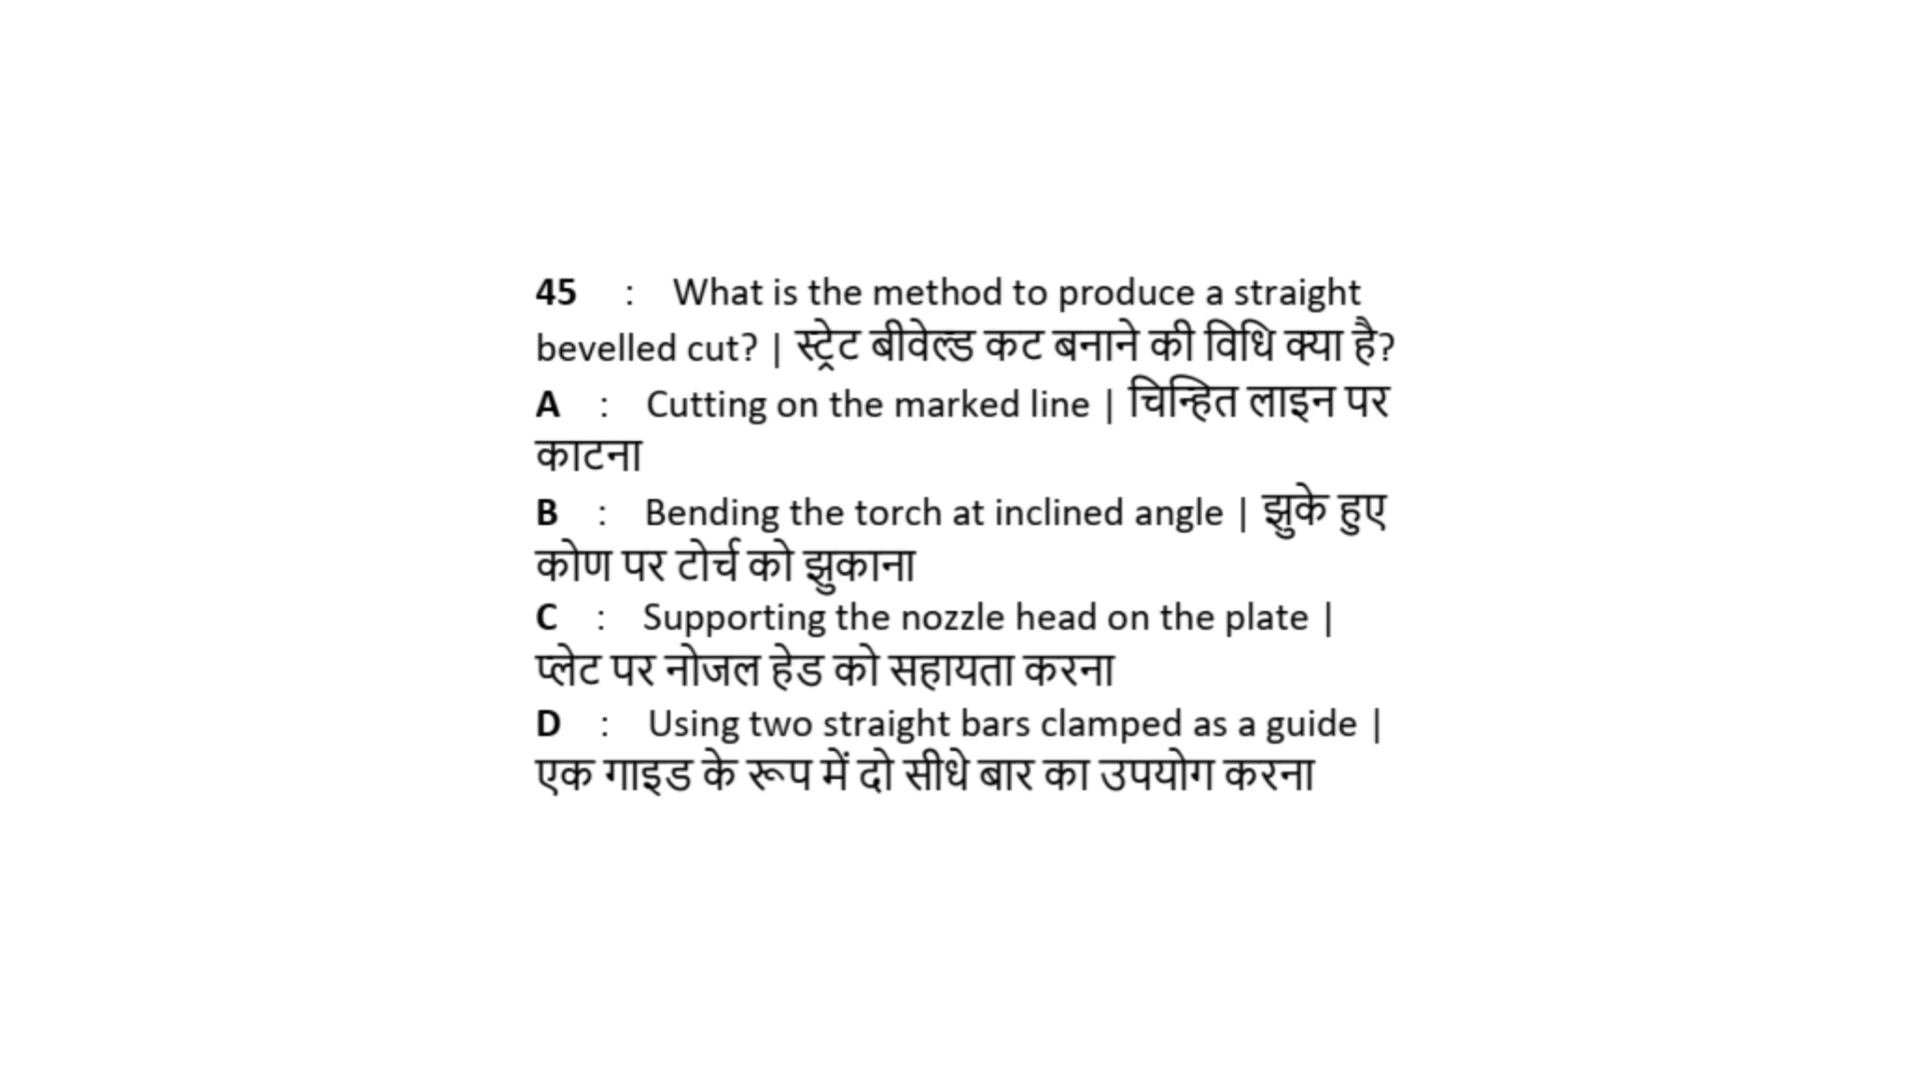 45 : What is the method to produce a straight
bevelled cut? | स्ट्रेट बीवेल्ड कट बनाने की विधि क्या है?
A : Cutting on the marked line | चिन्हित लाइन पर
काटना
B : Bending the torch at inclined angle | झुके हुए
कोण पर टोर्च को झुकाना
C : Supporting the nozzle head on the plate |
प्लेट पर नोजल हेड को सहायता करना
D : Using two straight bars clamped as a guide |
एक गाइड के रूप में दो सीधे बार का उपयोग करना